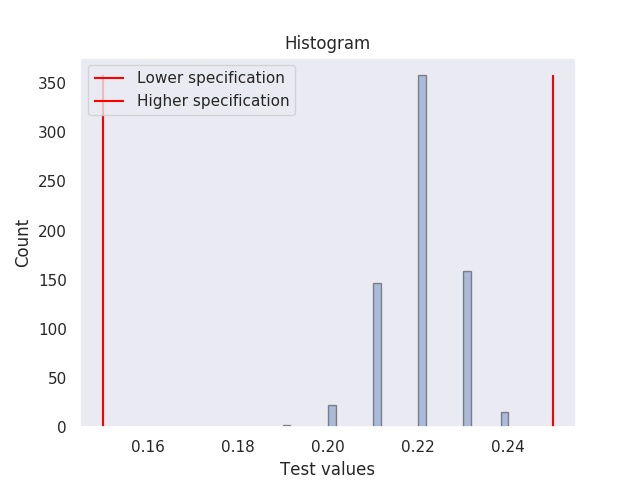 Histogram
Lower specification
Higher specification
350
300
250
200
150
100
50
0
Count
0.16 0.18 0.20 0.22 0.24
Test values